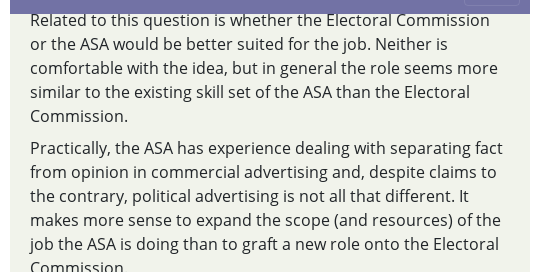 Related to this question is whether the Electoral Commission
or the ASA would be better suited for the job. Neither is
comfortable with the idea, but in general the role seems more
similar to the existing skill set of the ASA than the Electoral
Commission.
Practically, the ASA has experience dealing with separating fact
from opinion in commercial advertising and, despite claims to
the contrary, political advertising is not all that different. It
makes more sense to expand the scope (and resources) of the
job the ASA is doing than to graft a new role onto the Electoral
Commission